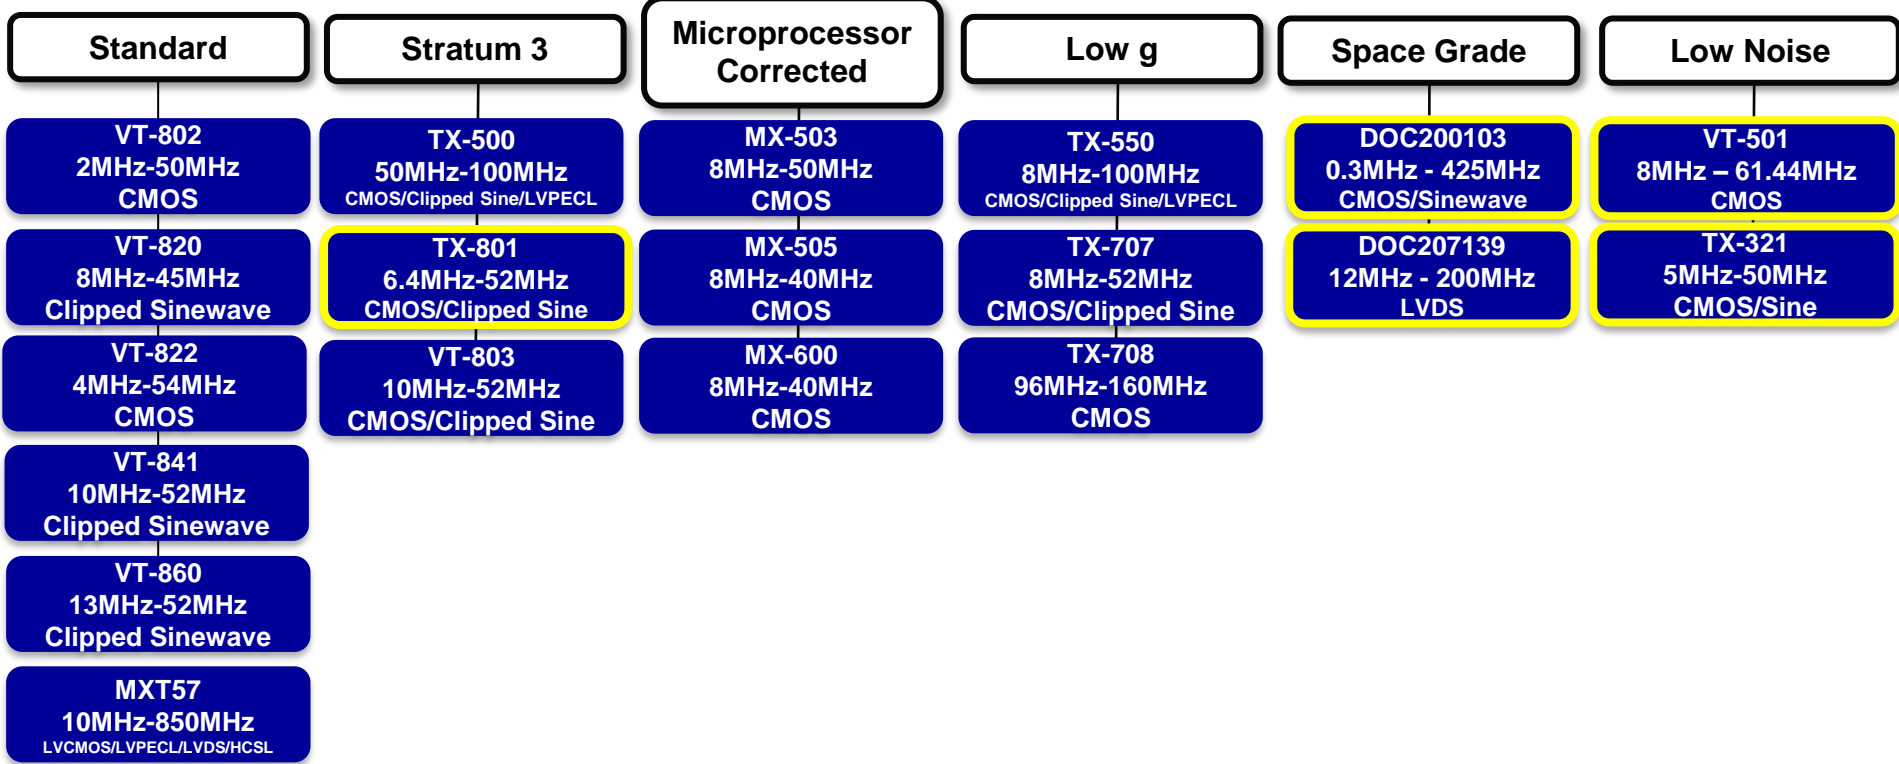 Standard
VT-802
2MHz-50MHz
CMOS
VT-820
8MHz-45MHz
Clipped Sinewave
VT-822
4MHz-54MHz
CMOS
VT-841
10MHz-52MHz
Clipped Sinewave
VT-860
13MHz-52MHz
Clipped Sinewave
MXT57
10MHz-850MHz
LVCMOS/LVPECL/LVDS/HCSL
Stratum 3
TX-500
50MHz-100MHz
CMOS/Clipped Sine/LVPECL
TX-801
6.4MHz-52MHz
CMOS/Clipped Sine
VT-803
10MHz-52MHz
CMOS/Clipped Sine
Microprocessor
Corrected
MX-503
8MHz-50MHz
CMOS
MX-505
8MHz-40MHz
CMOS
MX-600
8MHz-40MHz
CMOS
Low g
TX-550
8MHz-100MHz
CMOS/Clipped Sine/LVPECL
TX-707
8MHz-52MHz
CMOS/Clipped Sine
TX-708
96MHz-160MHz
CMOS
Space Grade
DOC200103
0.3MHz - 425MHz
CMOS/Sinewave
DOC207139
12MHz - 200MHz
LVDS
Low Noise
VT-501
8MHz – 61.44MHz
CMOS
TX-321
5MHz-50MHz
CMOS/Sine